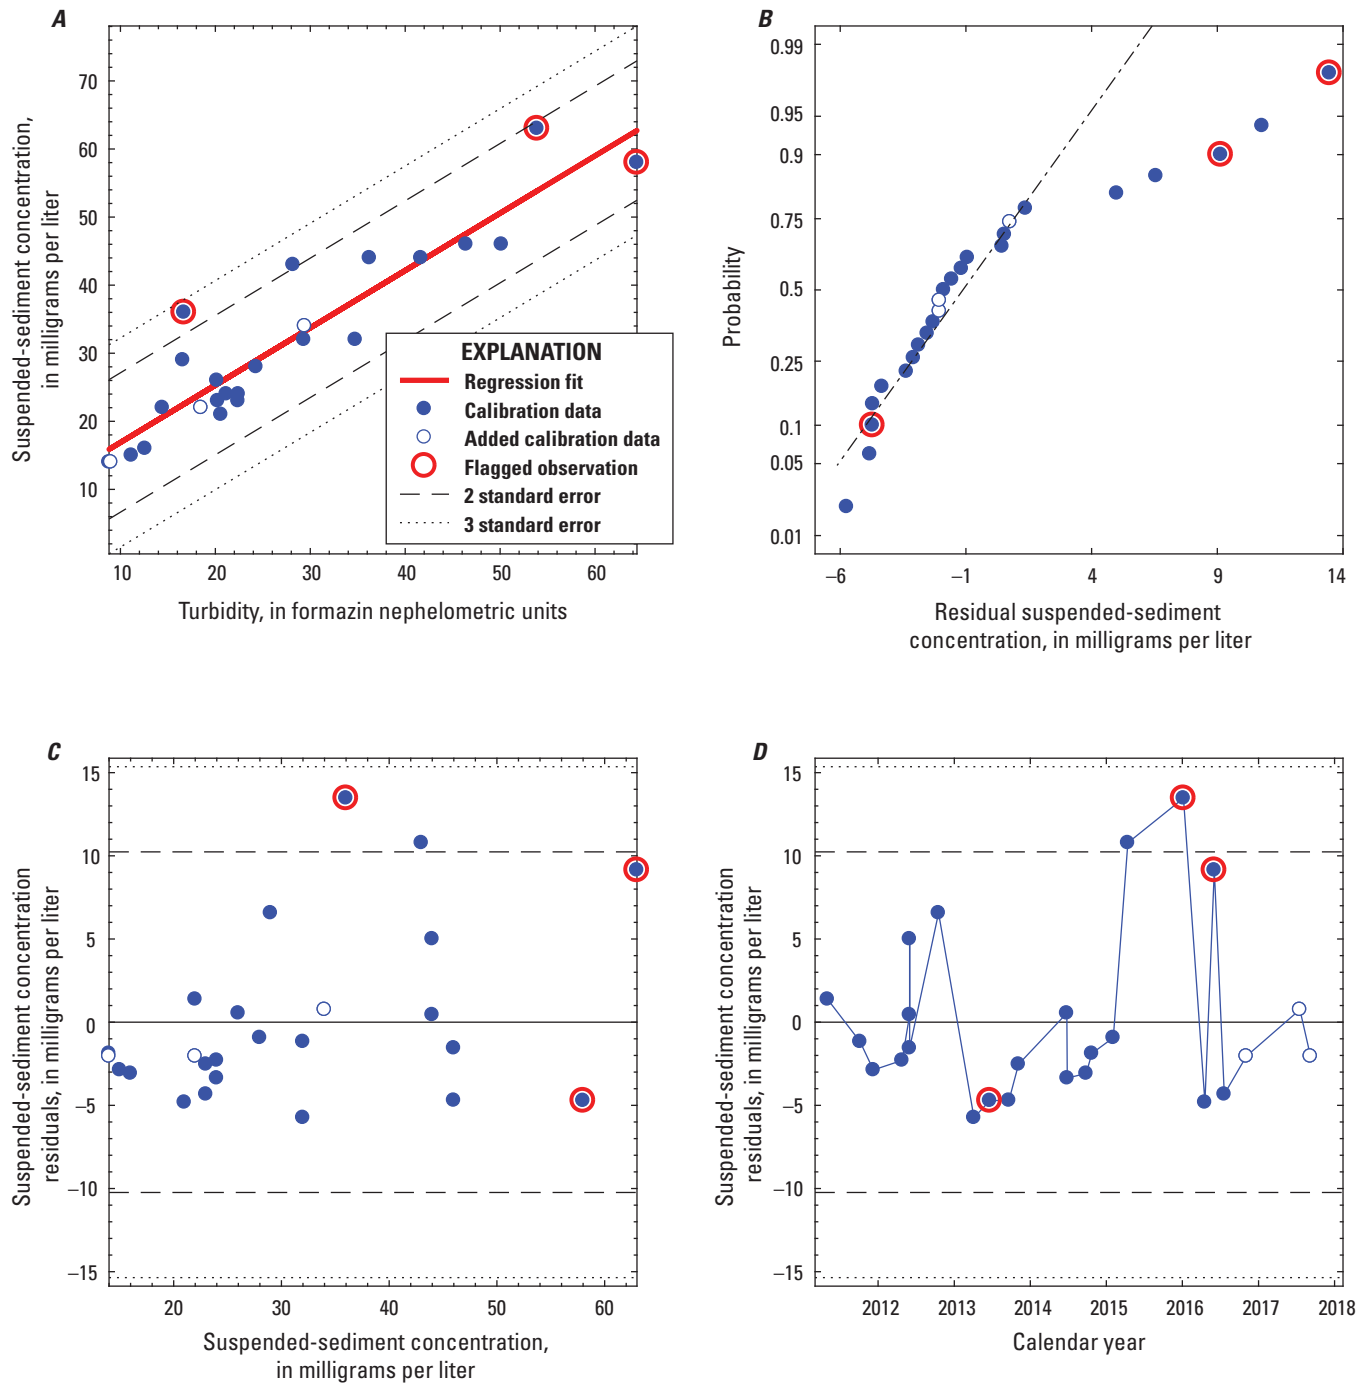 A
Suspended-sediment concentration,
in milligrams per liter
70
60
50
40
30
20
10
10
20
30
40
50
60
Turbidity, in formazin nephelometric units
EXPLANATION
Regression fit
Calibration data
Added calibration data
Flagged observation
2 standard error
3 standard error
B
Probability
0.99
0.95
0.9
0.75
0.5
0.25
0.1
0.05
0.01
−6
−1
4
9
14
Residual suspended-sediment
concentration, in milligrams per liter
C
Suspended-sediment concentration
residuals, in milligrams per liter
15
10
5
0
−5
−10
−15
20
30
40
50
60
Suspended-sediment concentration,
in milligrams per liter
D
Suspended-sediment concentration
residuals, in milligrams per liter
15
10
5
0
−5
−10
−15
2012
2013
2014
2015
2016
2017
2018
Calendar year